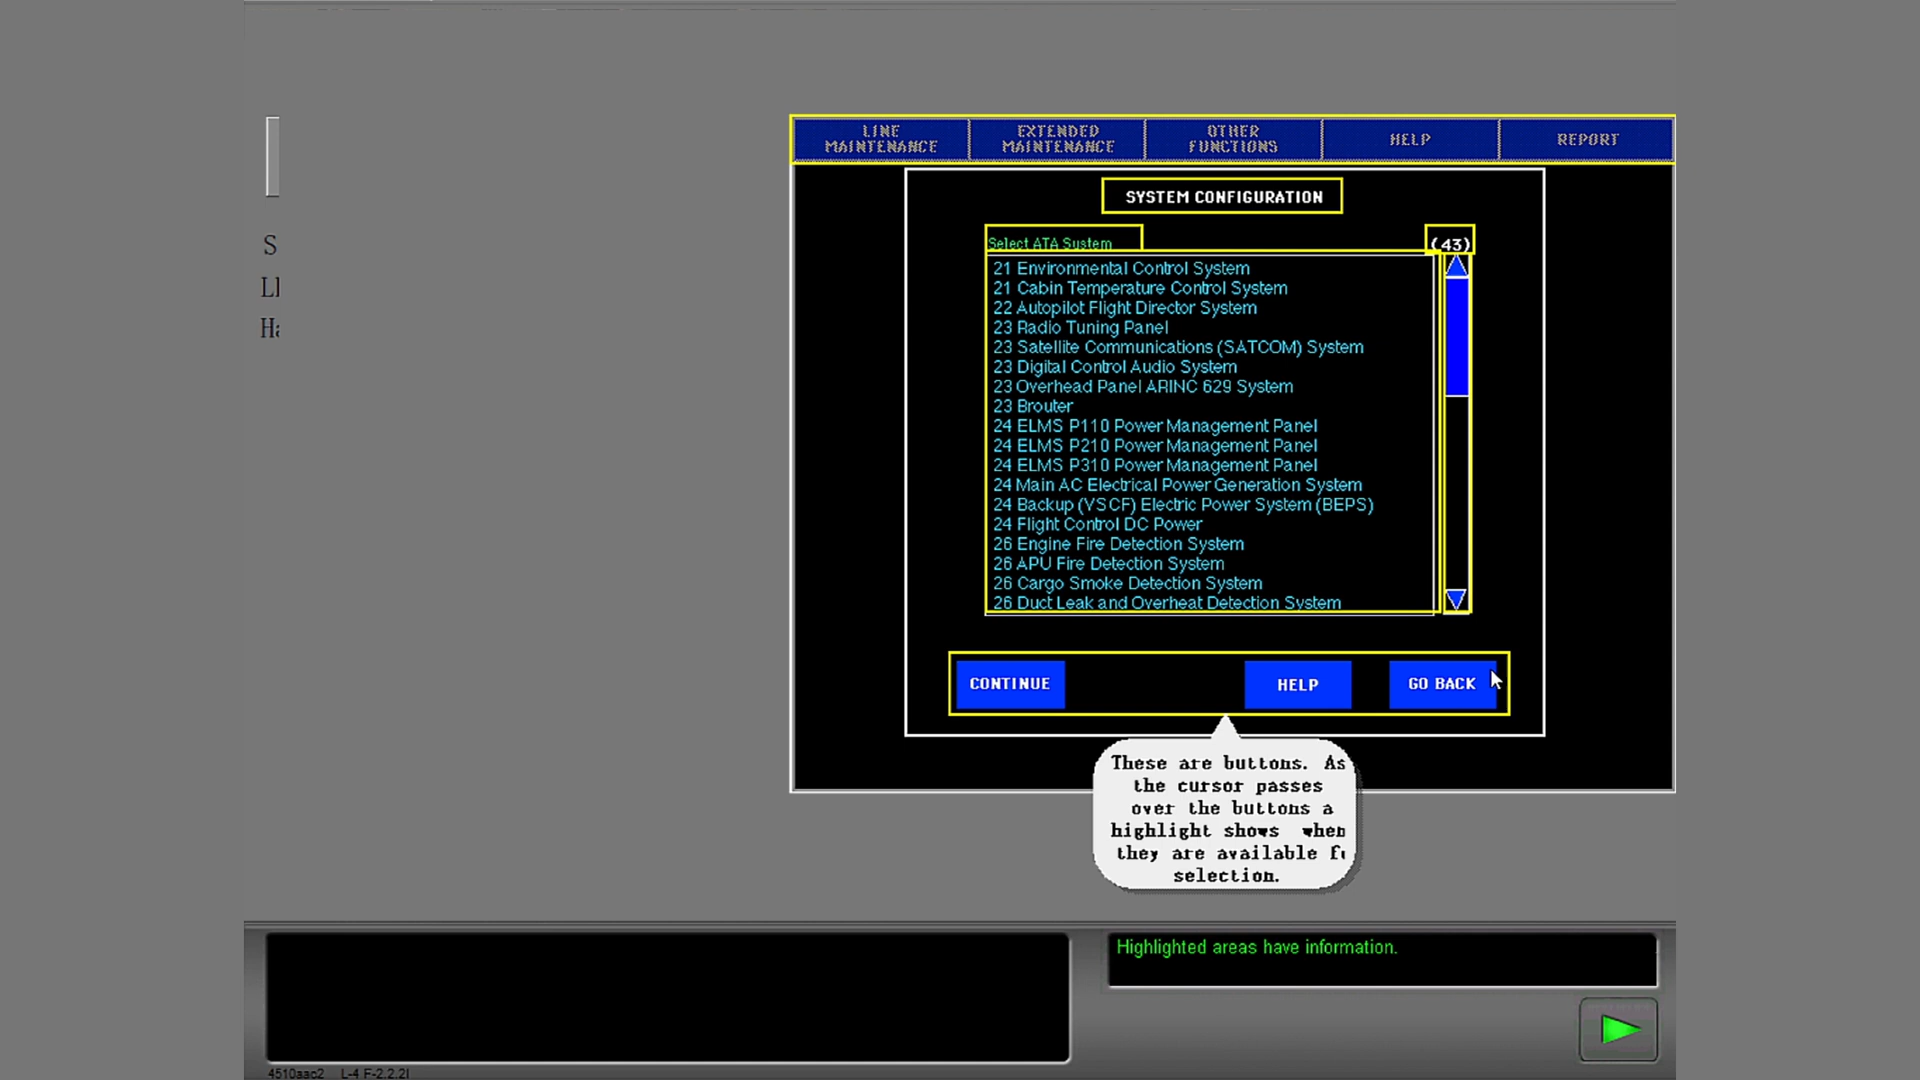 LINE
MAINTENANCE
EXTENDED
MAINTENANCE
OTHER
FUNCTIONS
HELP
REPORT
SYSTEM CONFIGURATION
Select ATA System
(43)
21 Environmental Control System
21 Cabin Temperature Control System
22 Autopilot Flight Director System
23 Radio Tuning Panel
23 Satellite Communications (SATCOM) System
23 Digital Control Audio System
23 Overhead Panel ARINC 629 System
23 Brouter
24 ELMS P110 Power Management Panel
24 ELMS P210 Power Management Panel
24 ELMS P310 Power Management Panel
24 Main AC Electrical Power Generation System
24 Backup (VSCF) Electric Power System (BEPS)
24 Flight Control DC Power
26 Engine Fire Detection System
26 APU Fire Detection System
26 Cargo Smoke Detection System
26 Duct Leak and Overheat Detection System
CONTINUE
HELP
GO BACK
These are buttons. As
the cursor passes
over the buttons a
highlight shows when
they are available
selection.
Highlighted areas have information.
4510aac2 L-4 F-2.2.2I